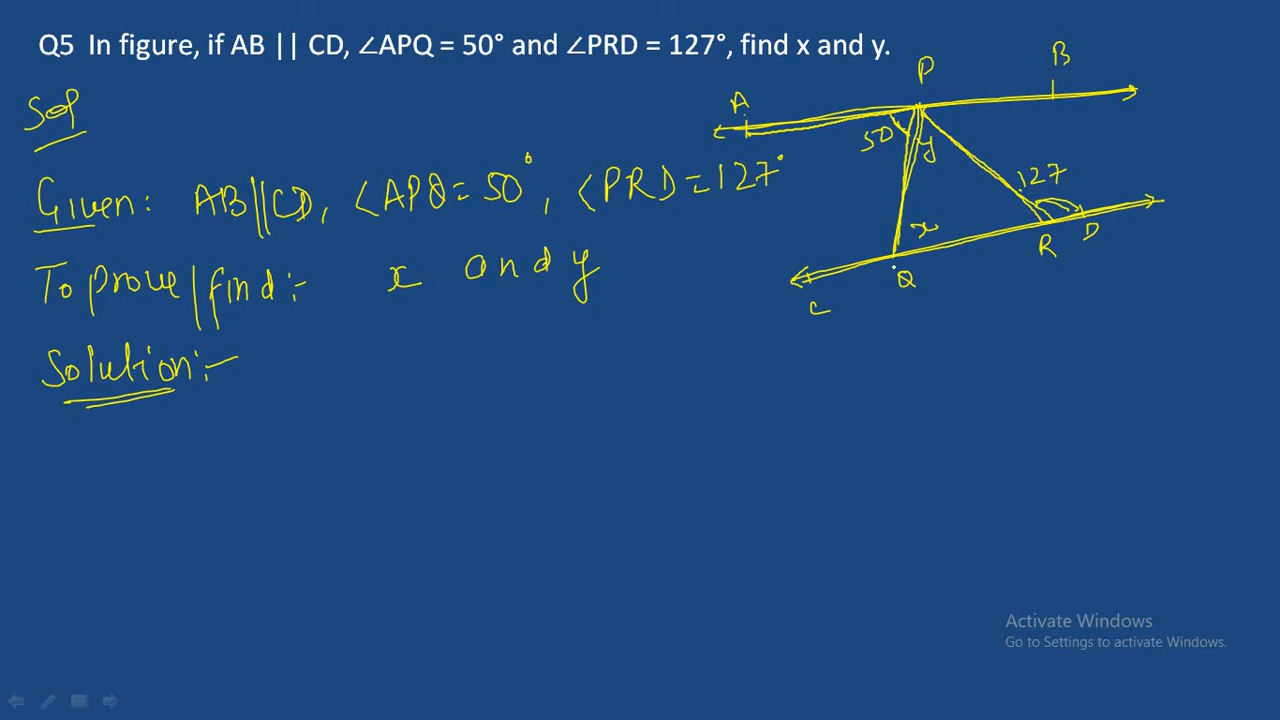 Q5 In figure, if AB || CD, ∠APQ = 50° and ∠PRD = 127°, find x and y.
Sol
Given: AB||CD, ∠APQ = 50°, ∠PRD = 127°
To prove/find:- x and y
Solution:-
A
P
B
50
y
127
x
Q
R
D
C
Activate Windows
Go to Settings to activate Windows.